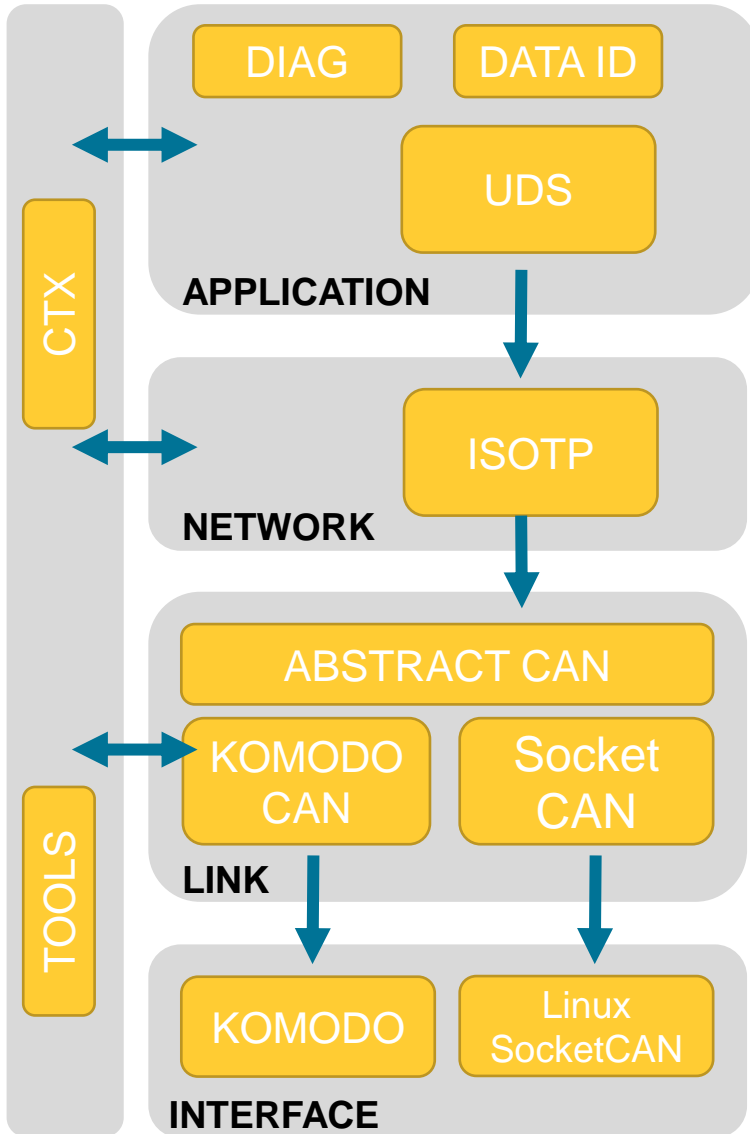 DIAG
DATA ID
UDS
APPLICATION
CTX
ISOTP
NETWORK
ABSTRACT CAN
KOMODO
CAN
Socket
CAN
LINK
TOOLS
KOMODO
Linux
SocketCAN
INTERFACE